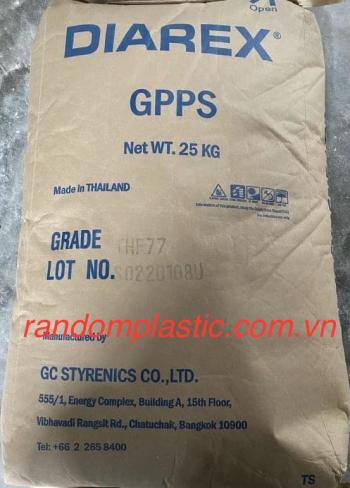 Open
DIAREX®
GPPS
Net WT. 25 KG
Made in THAILAND
GRADE THF77
LOT NO. S0220108U
randomplastic.com.vn
Manufactured by
GC STYRENICS CO.,LTD.
555/1, Energy Complex, Building A, 15th Floor,
Vibhavadi Rangsit Rd., Chatuchak, Bangkok 10900
Tel: +66 2 265 8400
TS